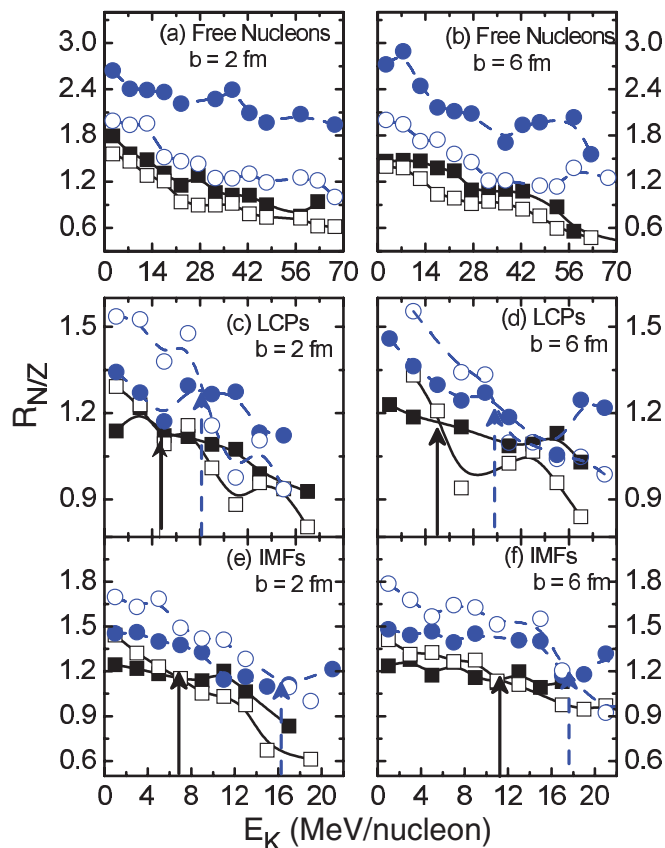 (a) Free Nucleons
b = 2 fm
(b) Free Nucleons
b = 6 fm
3.0
2.4
1.8
1.2
0.6
3.0
2.4
1.8
1.2
0.6
0 14 28 42 56 70
0 14 28 42 56 70
(c) LCPs
b = 2 fm
(d) LCPs
b = 6 fm
1.5
1.2
0.9
1.5
1.2
0.9
R_N/Z
(e) IMFs
b = 2 fm
(f) IMFs
b = 6 fm
1.8
1.5
1.2
0.9
0.6
1.8
1.5
1.2
0.9
0.6
0 4 8 12 16 20
0 4 8 12 16 20
E_K (MeV/nucleon)